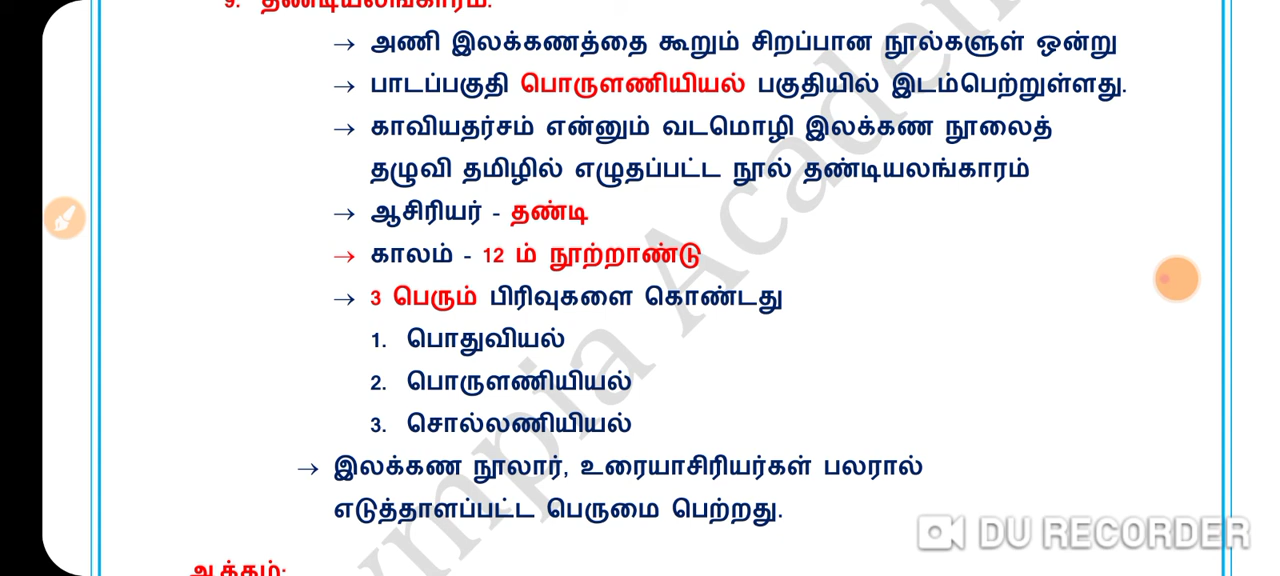 9. தண்டியலங்காரம்:
→ அணி இலக்கணத்தை கூறும் சிறப்பான நூல்களுள் ஒன்று
→ பாடப்பகுதி பொருளணியியல் பகுதியில் இடம்பெற்றுள்ளது.
→ காவியதர்சம் என்னும் வடமொழி இலக்கண நூலைத்
தழுவி தமிழில் எழுதப்பட்ட நூல் தண்டியலங்காரம்
→ ஆசிரியர் - தண்டி
→ காலம் - 12 ம் நூற்றாண்டு
→ 3 பெரும் பிரிவுகளை கொண்டது
1. பொதுவியல்
2. பொருளணியியல்
3. சொல்லணியியல்
→ இலக்கண நூலார், உரையாசிரியர்கள் பலரால்
எடுத்தாளப்பட்ட பெருமை பெற்றது.
DU RECORDER
ஆக்கம்: